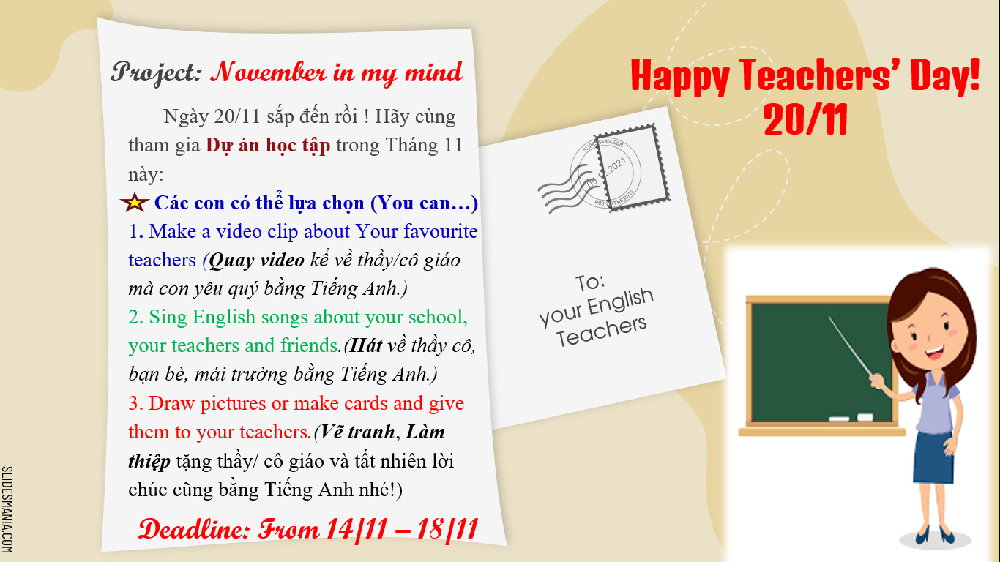 Project: November in my mind
Ngày 20/11 sắp đến rồi ! Hãy cùng
tham gia Dự án học tập trong Tháng 11
này:
Các con có thể lựa chọn (You can…)
1. Make a video clip about Your favourite
teachers (Quay video kể về thầy/cô giáo
mà con yêu quý bằng Tiếng Anh.)
2. Sing English songs about your school,
your teachers and friends.(Hát về thầy cô,
bạn bè, mái trường bằng Tiếng Anh.)
3. Draw pictures or make cards and give
them to your teachers.(Vẽ tranh, Làm
thiệp tặng thầy/ cô giáo và tất nhiên lời
chúc cũng bằng Tiếng Anh nhé!)
Deadline: From 14/11 – 18/11
Happy Teachers’ Day!
20/11
SLIDESMANIA.COM
SLIDESMANIA.COM
To:
your English
Teachers
SLIDESMANIA.COM